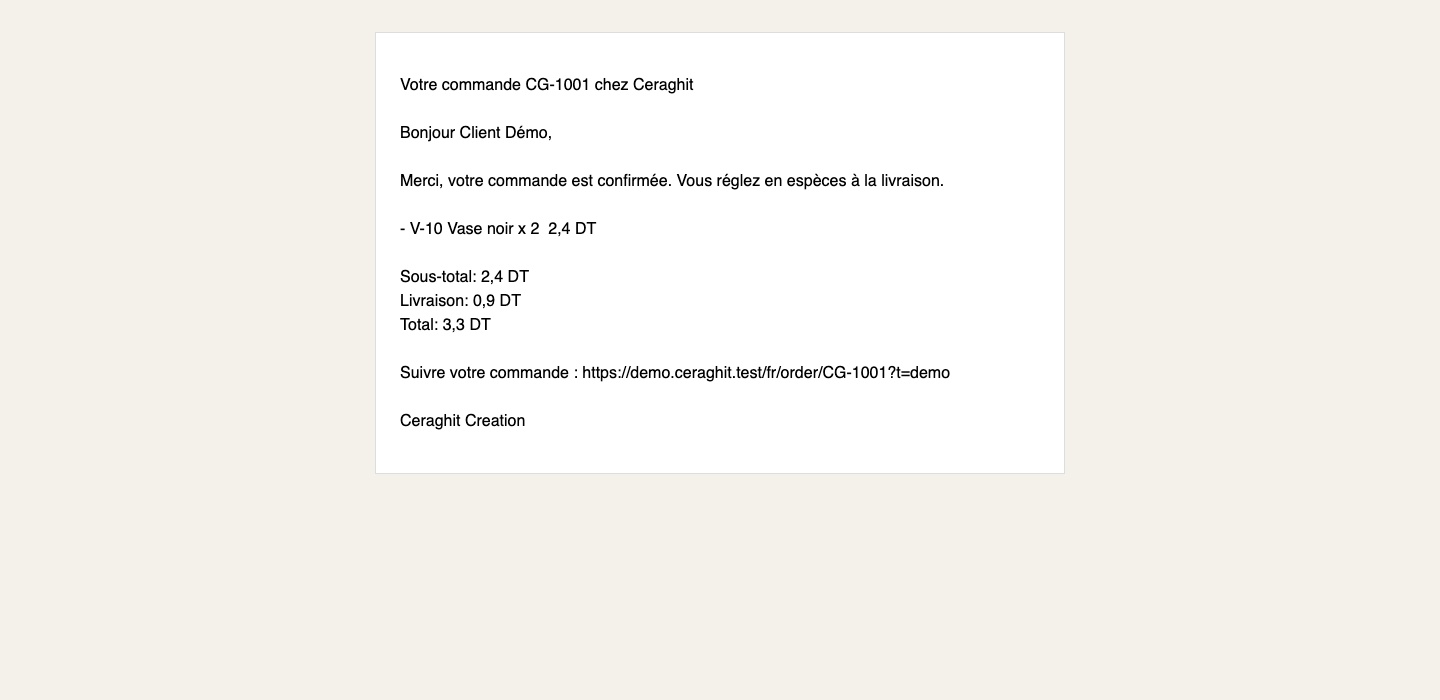 Votre commande CG-1001 chez Ceraghit
Bonjour Client Démo,
Merci, votre commande est confirmée. Vous réglez en espèces à la livraison.
- V-10 Vase noir x 2  2,4 DT
Sous-total: 2,4 DT
Livraison: 0,9 DT
Total: 3,3 DT
Suivre votre commande : https://demo.ceraghit.test/fr/order/CG-1001?t=demo
Ceraghit Creation